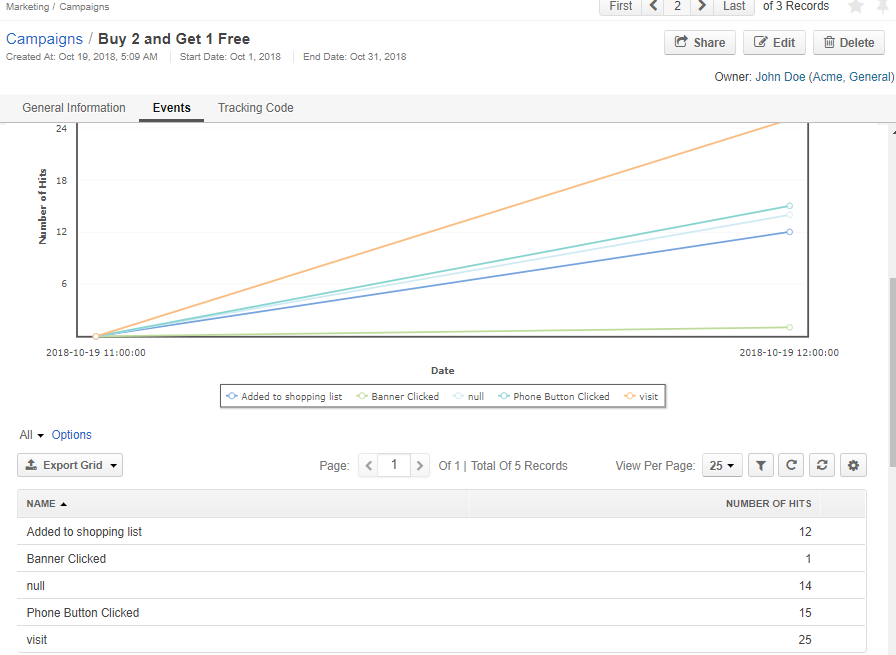 Marketing / Campaigns
First 2 Last of 3 Records
Campaigns / Buy 2 and Get 1 Free
Created At: Oct 19, 2018, 5:09 AM Start Date: Oct 1, 2018 End Date: Oct 31, 2018
Share Edit Delete
Owner: John Doe (Acme, General)
General Information Events Tracking Code
24
18
12
6
Number of Hits
2018-10-19 11:00:00 2018-10-19 12:00:00
Date
Added to shopping list Banner Clicked null Phone Button Clicked visit
All Options
Export Grid Page: 1 Of 1 | Total Of 5 Records View Per Page: 25
NAME NUMBER OF HITS
Added to shopping list 12
Banner Clicked 1
null 14
Phone Button Clicked 15
visit 25